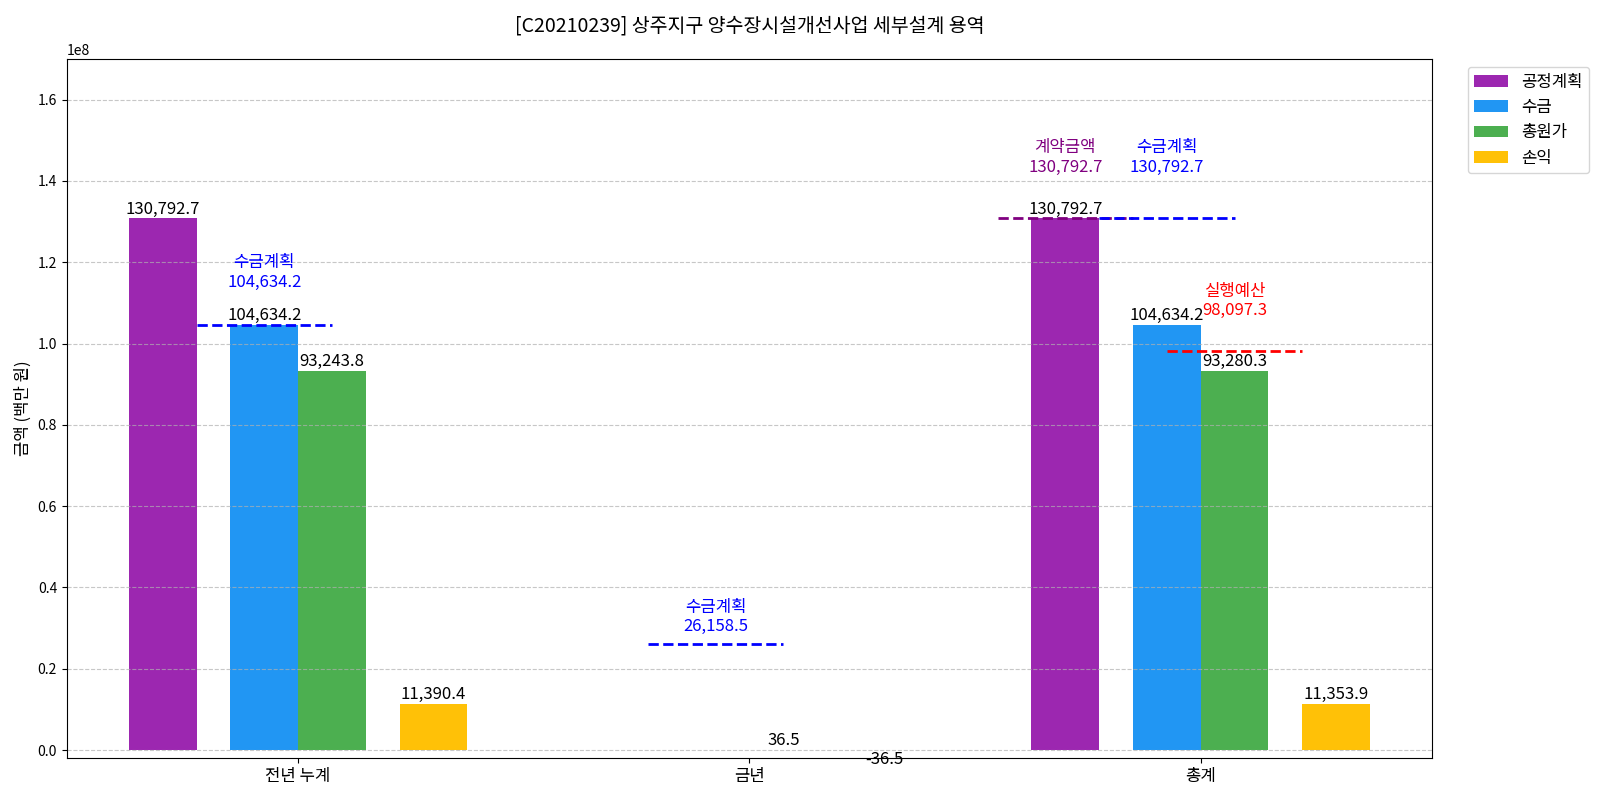 [C20210239] 상주지구 양수장시설개선사업 세부설계 용역
1e8
금액 (백만 원)
1.6
1.4
1.2
1.0
0.8
0.6
0.4
0.2
0.0
130,792.7
수금계획
104,634.2
104,634.2
93,243.8
11,390.4
수금계획
26,158.5
36.5
-36.5
계약금액
130,792.7
수금계획
130,792.7
130,792.7
실행예산
98,097.3
104,634.2
93,280.3
11,353.9
전년 누계
금년
총계
공정계획
수금
총원가
손익